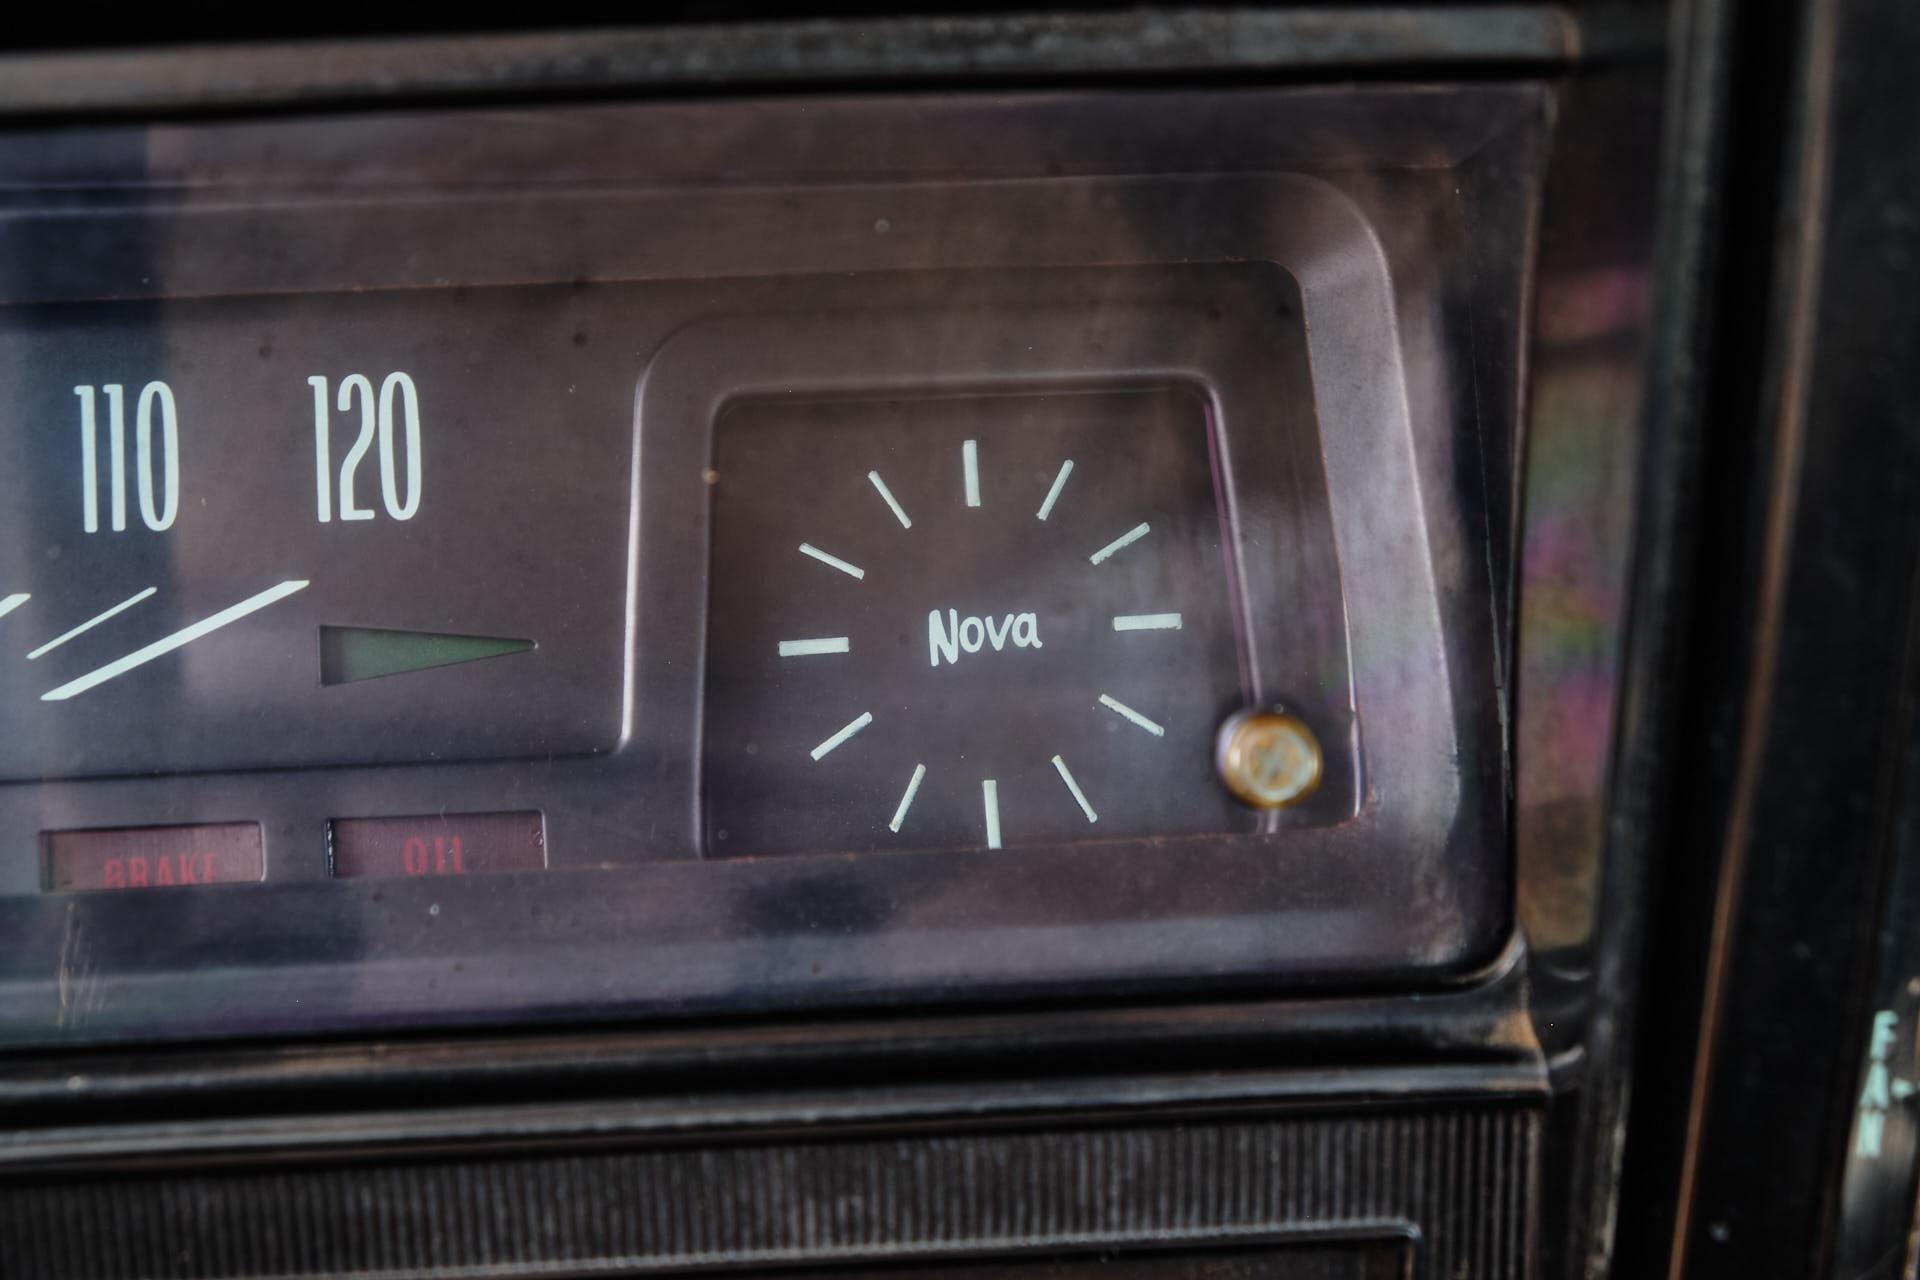 110 120
Nova
BRAKE OIL
FAN